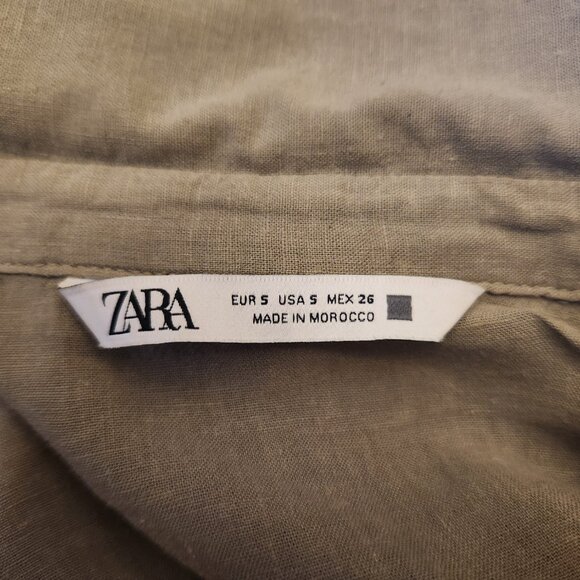 ZARA
EUR S USA S MEX 26
MADE IN MOROCCO